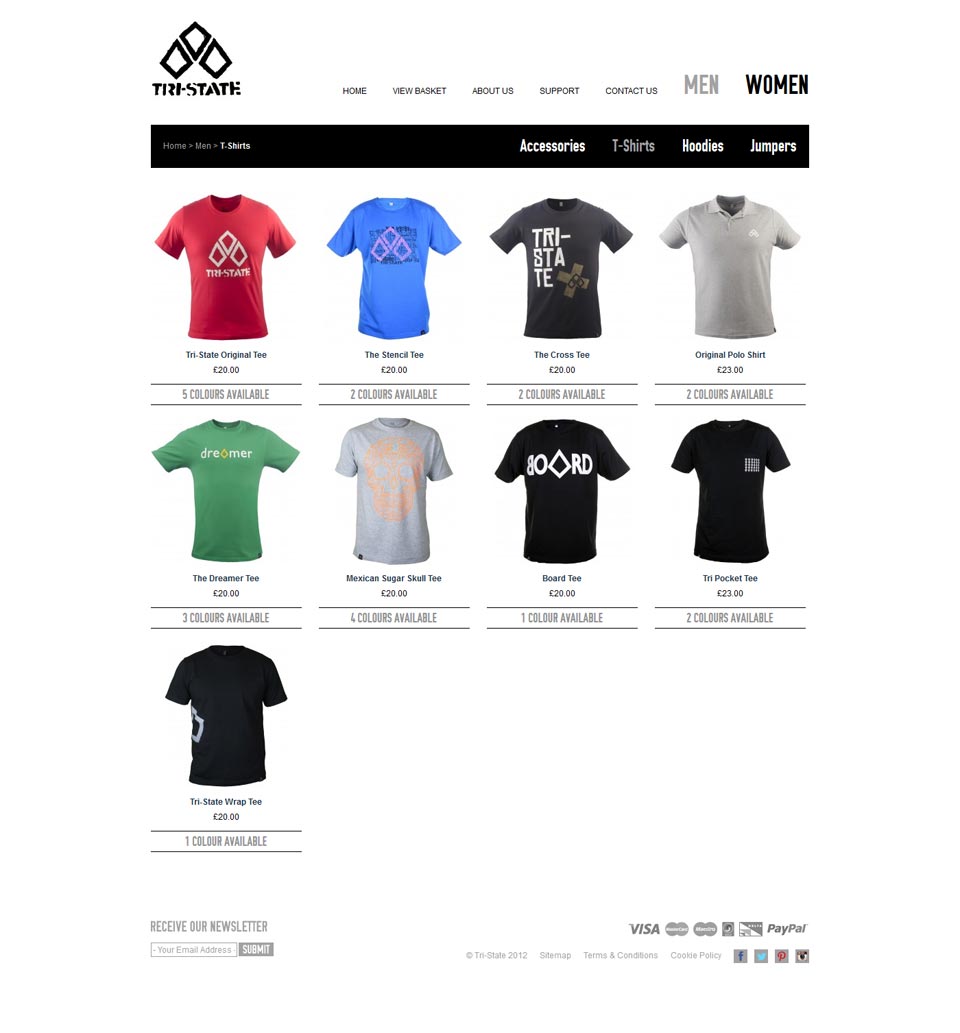 TRI-STATE
HOME VIEW BASKET ABOUT US SUPPORT CONTACT US MEN WOMEN
Home > Men > T-Shirts
Accessories T-Shirts Hoodies Jumpers
TRI-STATE
TRI-
STA
TE
Tri-State Original Tee
£20.00
5 COLOURS AVAILABLE
The Stencil Tee
£20.00
2 COLOURS AVAILABLE
The Cross Tee
£20.00
2 COLOURS AVAILABLE
Original Polo Shirt
£23.00
2 COLOURS AVAILABLE
dreamer
BOARD
The Dreamer Tee
£20.00
3 COLOURS AVAILABLE
Mexican Sugar Skull Tee
£20.00
4 COLOURS AVAILABLE
Board Tee
£20.00
1 COLOUR AVAILABLE
Tri Pocket Tee
£23.00
2 COLOURS AVAILABLE
Tri-State Wrap Tee
£20.00
1 COLOUR AVAILABLE
RECEIVE OUR NEWSLETTER
- Your Email Address - SUBMIT
VISA MasterCard Maestro DELTA PayPal
© Tri-State 2012 Sitemap Terms & Conditions Cookie Policy